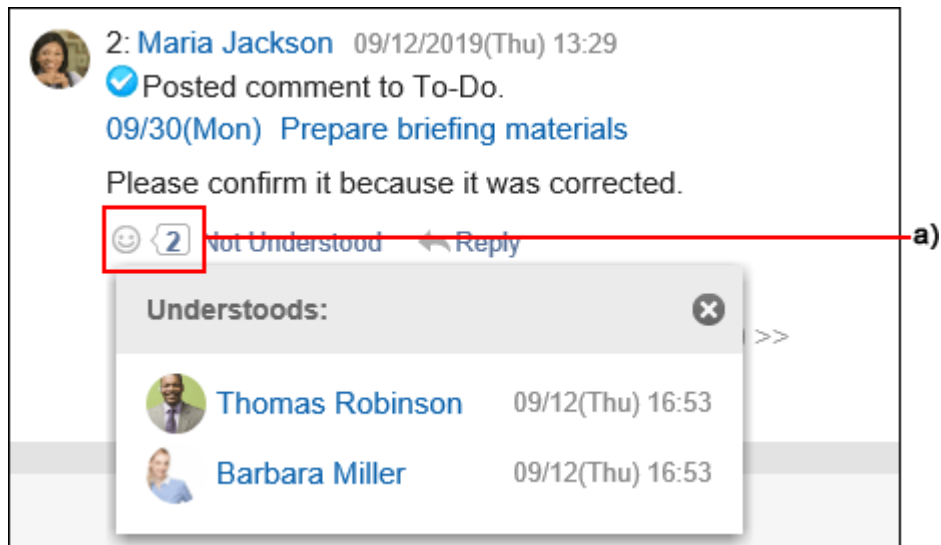 2: Maria Jackson 09/12/2019(Thu) 13:29
Posted comment to To-Do.
09/30(Mon) Prepare briefing materials
Please confirm it because it was corrected.
2 Not Understood Reply
a)
Understoods:
>>
Thomas Robinson 09/12(Thu) 16:53
Barbara Miller 09/12(Thu) 16:53